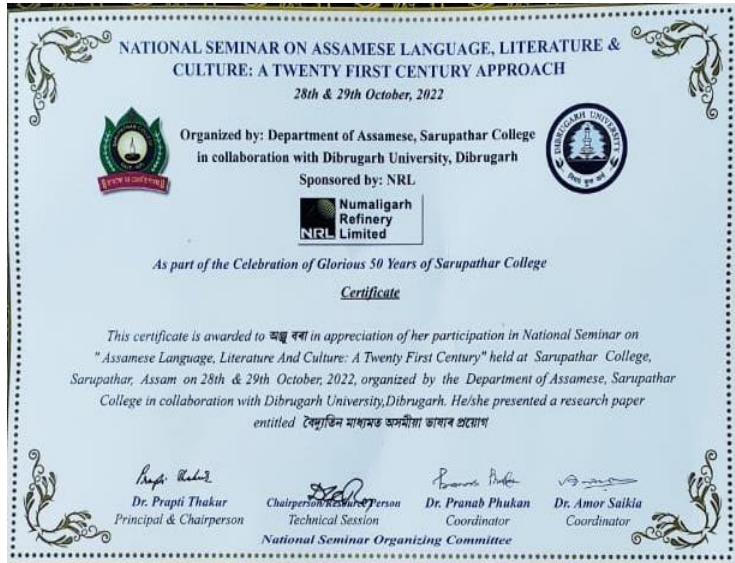 NATIONAL SEMINAR ON ASSAMESE LANGUAGE, LITERATURE &
CULTURE: A TWENTY FIRST CENTURY APPROACH
28th & 29th October, 2022
Organized by: Department of Assamese, Sarupathar College
in collaboration with Dibrugarh University, Dibrugarh
Sponsored by: NRL
DIBRUGARH UNIVERSITY
NRL
Numaligarh
Refinery
Limited
As part of the Celebration of Glorious 50 Years of Sarupathar College
Certificate
This certificate is awarded to অঞ্জু বৰা in appreciation of her participation in National Seminar on
"Assamese Language, Literature And Culture: A Twenty First Century" held at Sarupathar College,
Sarupathar, Assam on 28th & 29th October, 2022, organized by the Department of Assamese, Sarupathar
College in collaboration with Dibrugarh University,Dibrugarh. He/she presented a research paper
entitled বৈদ্যুতিন মাধ্যমত অসমীয়া ভাষাৰ প্ৰয়োগ
Dr. Prapti Thakur
Principal & Chairperson
Chairperson/Resource Person
Technical Session
Dr. Pranab Phukan
Coordinator
Dr. Amor Saikia
Coordinator
National Seminar Organizing Committee